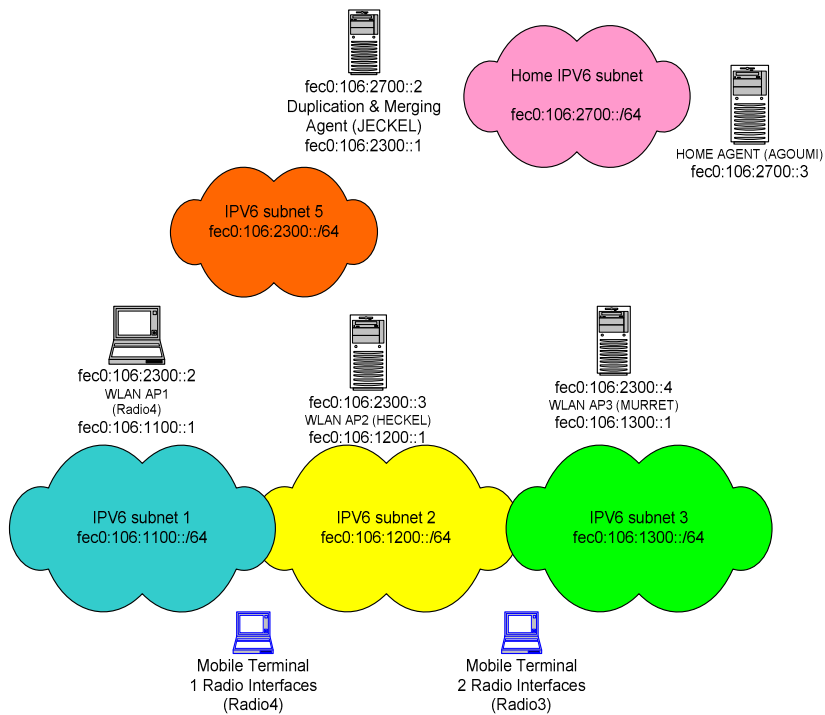 fec0:106:2700::2
Duplication & Merging
Agent (JECKEL)
fec0:106:2300::1
Home IPV6 subnet
fec0:106:2700::/64
HOME AGENT (AGOUMI)
fec0:106:2700::3
IPV6 subnet 5
fec0:106:2300::/64
fec0:106:2300::2
WLAN AP1
(Radio4)
fec0:106:1100::1
fec0:106:2300::3
WLAN AP2 (HECKEL)
fec0:106:1200::1
fec0:106:2300::4
WLAN AP3 (MURRET)
fec0:106:1300::1
IPV6 subnet 1
fec0:106:1100::/64
IPV6 subnet 2
fec0:106:1200::/64
IPV6 subnet 3
fec0:106:1300::/64
Mobile Terminal
1 Radio Interfaces
(Radio4)
Mobile Terminal
2 Radio Interfaces
(Radio3)